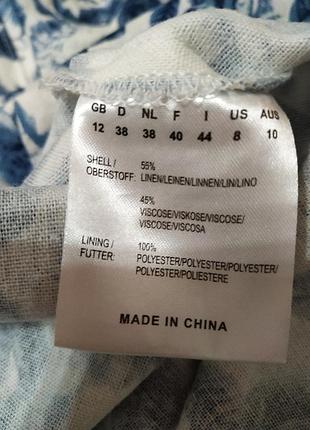 GB D NL F I US AUS
12 38 38 40 44 8 10
SHELL / 55%
OBERSTOFF: LINEN/LEINEN/LINNEN/LIN/LINO
45%
VISCOSE/VISKOSE/VISCOSE/
VISCOSE/VISCOSA
LINING / 100%
FUTTER: POLYESTER/POLYESTER/POLYESTER/
POLYESTER/POLIESTERE
MADE IN CHINA